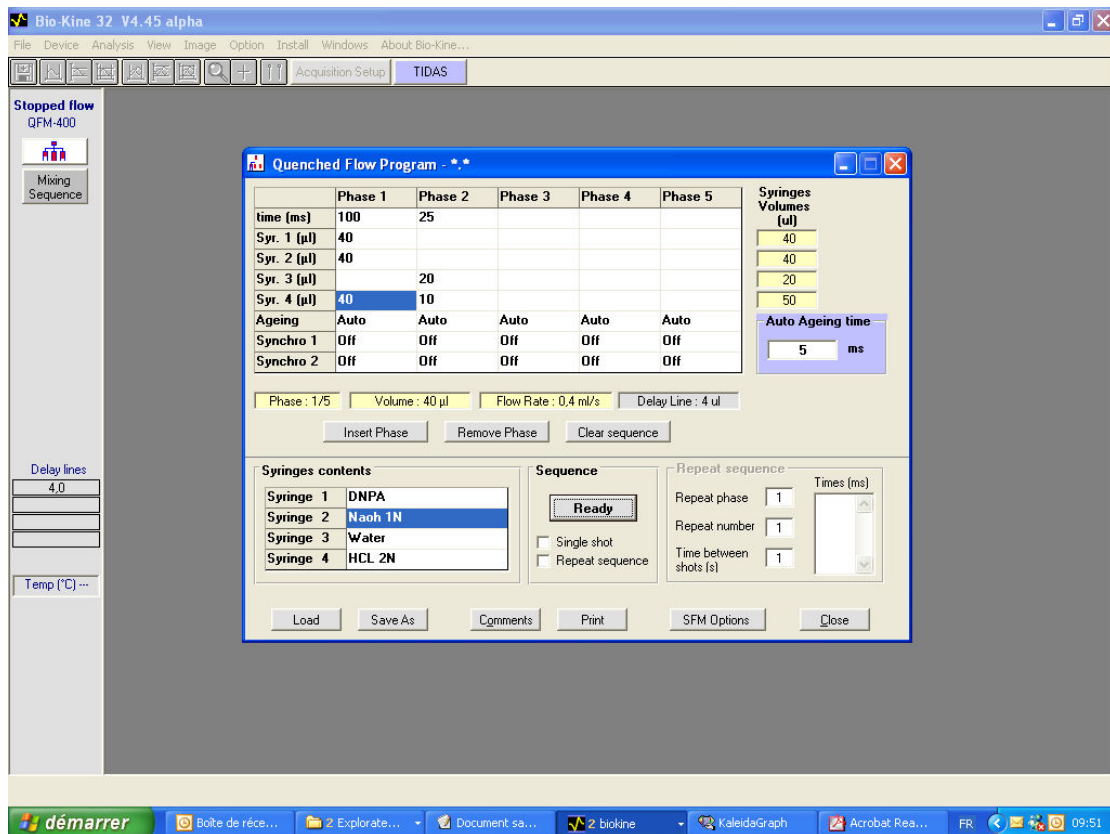 Bio-Kine 32 V4.45 alpha
File Device Analysis View Image Option Install Windows About Bio-Kine...
Acquisition Setup TIDAS
Stopped flow
QFM-400
Mixing
Sequence
Delay lines
4,0
Temp (°C) ---
Quenched Flow Program - *.*
Phase 1 Phase 2 Phase 3 Phase 4 Phase 5
time (ms) 100 25
Syr. 1 (µl) 40
Syr. 2 (µl) 40
Syr. 3 (µl) 20
Syr. 4 (µl) 40 10
Ageing Auto Auto Auto Auto Auto
Synchro 1 Off Off Off Off Off
Synchro 2 Off Off Off Off Off
Syringes
Volumes
(ul)
40
40
20
50
Auto Ageing time
5 ms
Phase : 1/5 Volume : 40 µl Flow Rate : 0,4 ml/s Delay Line : 4 ul
Insert Phase Remove Phase Clear sequence
Syringes contents
Syringe 1 DNPA
Syringe 2 Naoh 1N
Syringe 3 Water
Syringe 4 HCL 2N
Sequence
Ready
Single shot
Repeat sequence
Repeat sequence
Times (ms)
Repeat phase 1
Repeat number 1
Time between
shots (s) 1
Load Save As Comments Print SFM Options Close
démarrer Boîte de réce... 2 Explorate... Document sa... 2 biokine KaleidaGraph Acrobat Rea... FR 09:51